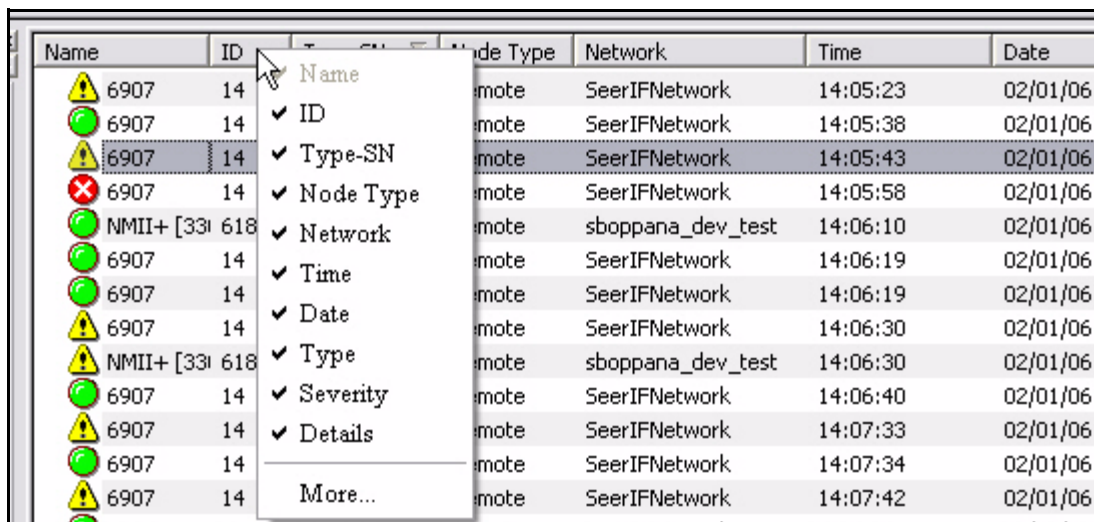 Name ID Node Type Network Time Date
6907 14 SeerIFNetwork 14:05:23 02/01/06
6907 14 SeerIFNetwork 14:05:38 02/01/06
6907 14 SeerIFNetwork 14:05:43 02/01/06
6907 14 SeerIFNetwork 14:05:58 02/01/06
NMII+ [33 618 sboppana_dev_test 14:06:10 02/01/06
6907 14 SeerIFNetwork 14:06:19 02/01/06
6907 14 SeerIFNetwork 14:06:19 02/01/06
6907 14 SeerIFNetwork 14:06:30 02/01/06
NMII+ [33 618 sboppana_dev_test 14:06:30 02/01/06
6907 14 SeerIFNetwork 14:06:40 02/01/06
6907 14 SeerIFNetwork 14:07:33 02/01/06
6907 14 SeerIFNetwork 14:07:34 02/01/06
6907 14 SeerIFNetwork 14:07:42 02/01/06
Name
ID
Type-SN
Node Type
Network
Time
Date
Type
Severity
Details
More...